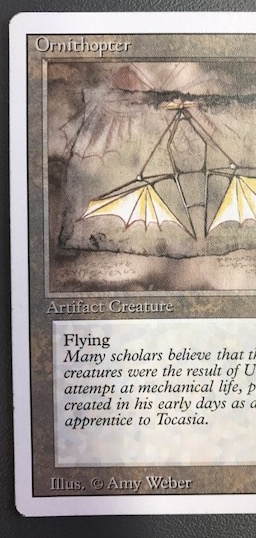 Ornithopter
Artifact Creature
Flying
Many scholars believe that
creatures were the result of
attempt at mechanical life,
created in his early days as
apprentice to Tocasia.
Illus. © Amy Weber